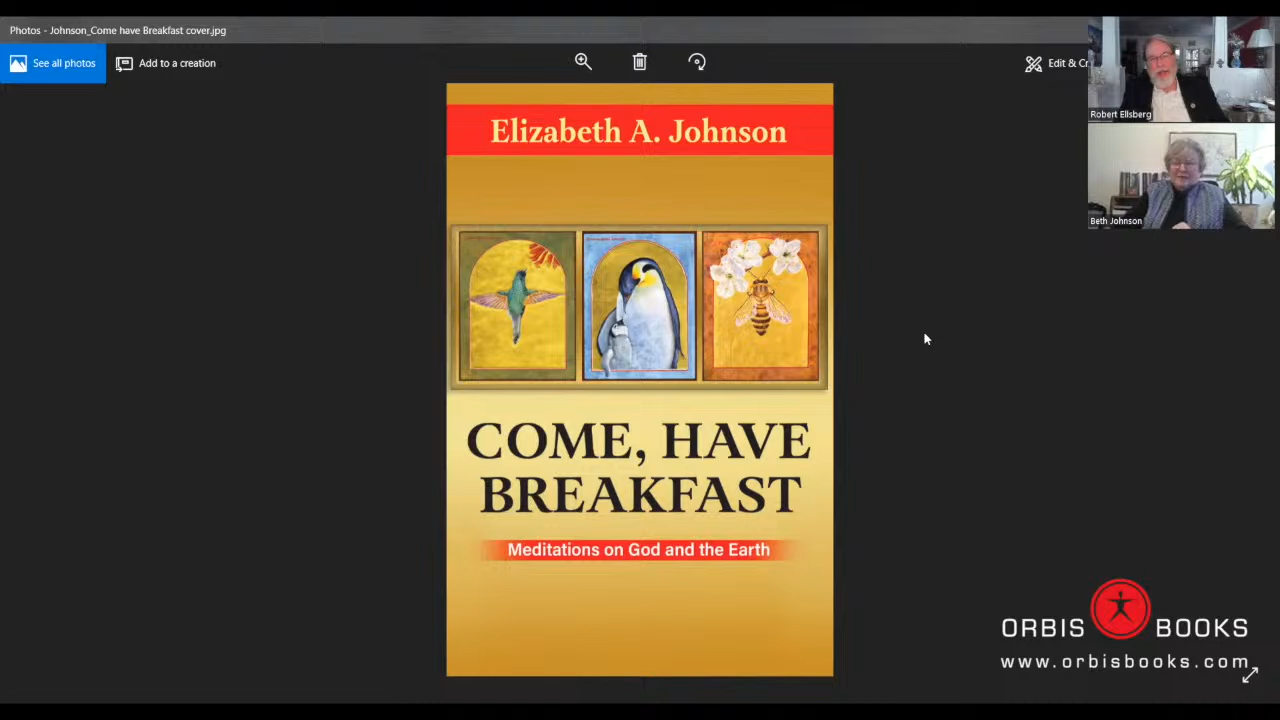 Photos - Johnson_Come have Breakfast cover.jpg
See all photos
Add to a creation
Edit & Cr
Robert Ellsberg
Beth Johnson
Elizabeth A. Johnson
COME, HAVE
BREAKFAST
Meditations on God and the Earth
ORBIS BOOKS
www.orbisbooks.com